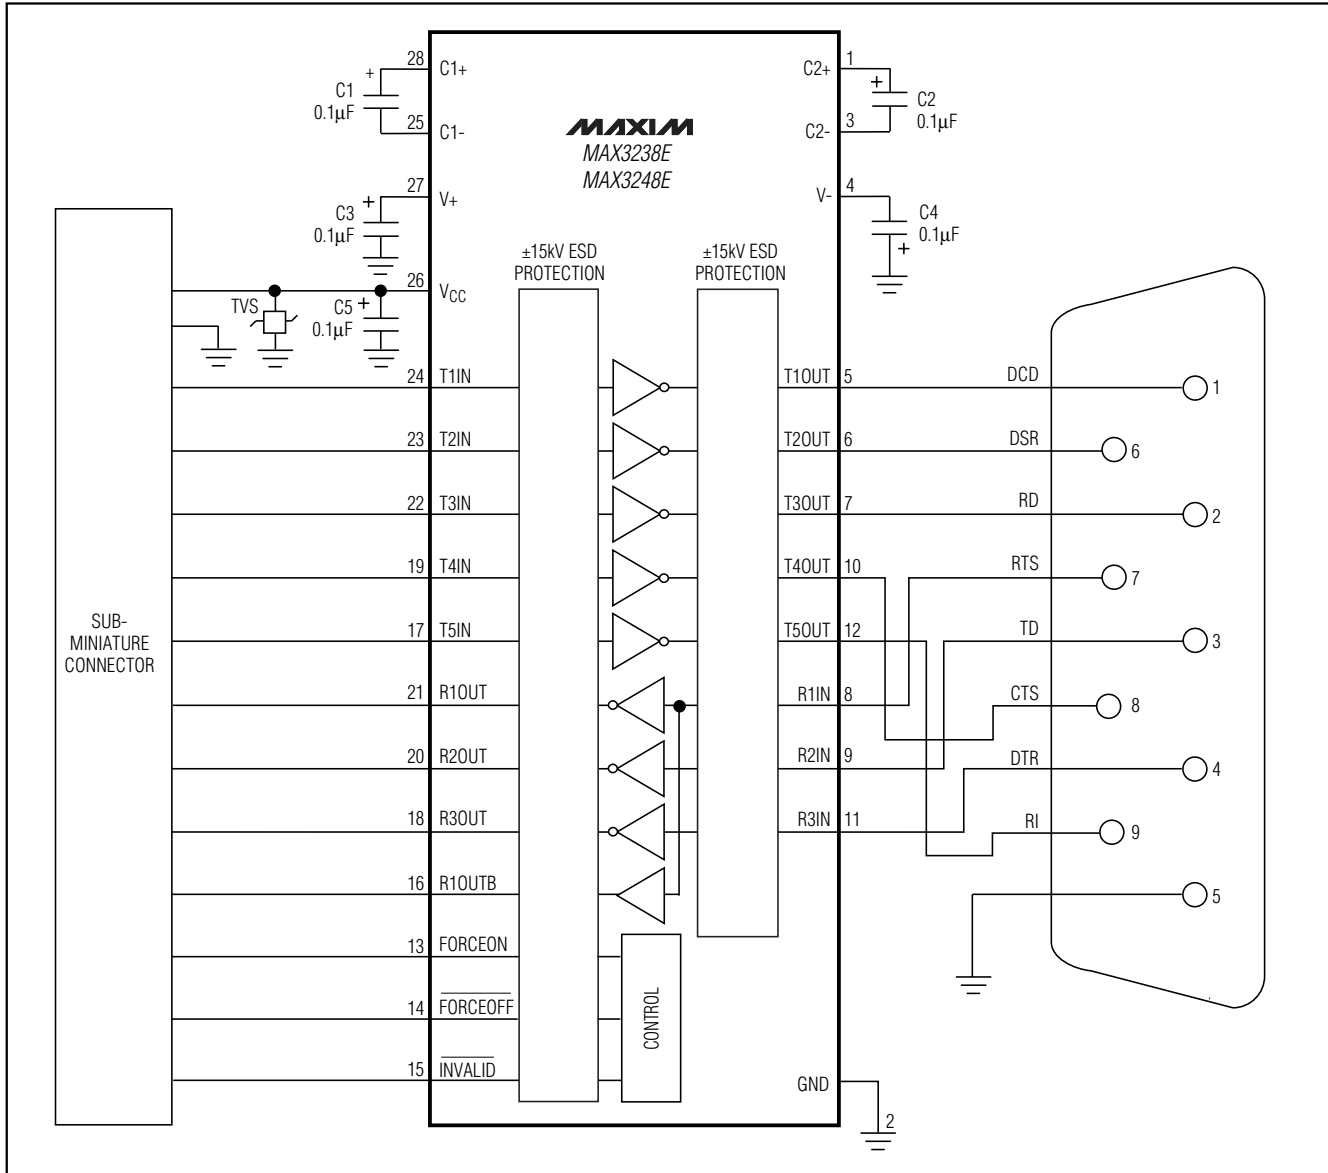 28
C1+
+
C1
0.1µF
25
C1-
1
C2+
+
C2
0.1µF
3
C2-
MAXIM
MAX3238E
MAX3248E
27
V+
+
C3
0.1µF
4
V-
C4
0.1µF
+
±15kV ESD
PROTECTION
±15kV ESD
PROTECTION
26
VCC
TVS
C5
+
0.1µF
24
T1IN
T1OUT
5
DCD
1
23
T2IN
T2OUT
6
DSR
6
22
T3IN
T3OUT
7
RD
2
19
T4IN
T4OUT
10
RTS
7
SUB-
MINIATURE
CONNECTOR
17
T5IN
T5OUT
12
TD
3
21
R1OUT
R1IN
8
CTS
8
20
R2OUT
R2IN
9
DTR
4
18
R3OUT
R3IN
11
RI
9
16
R1OUTB
5
13
FORCEON
14
FORCEOFF
15
INVALID
CONTROL
GND
2